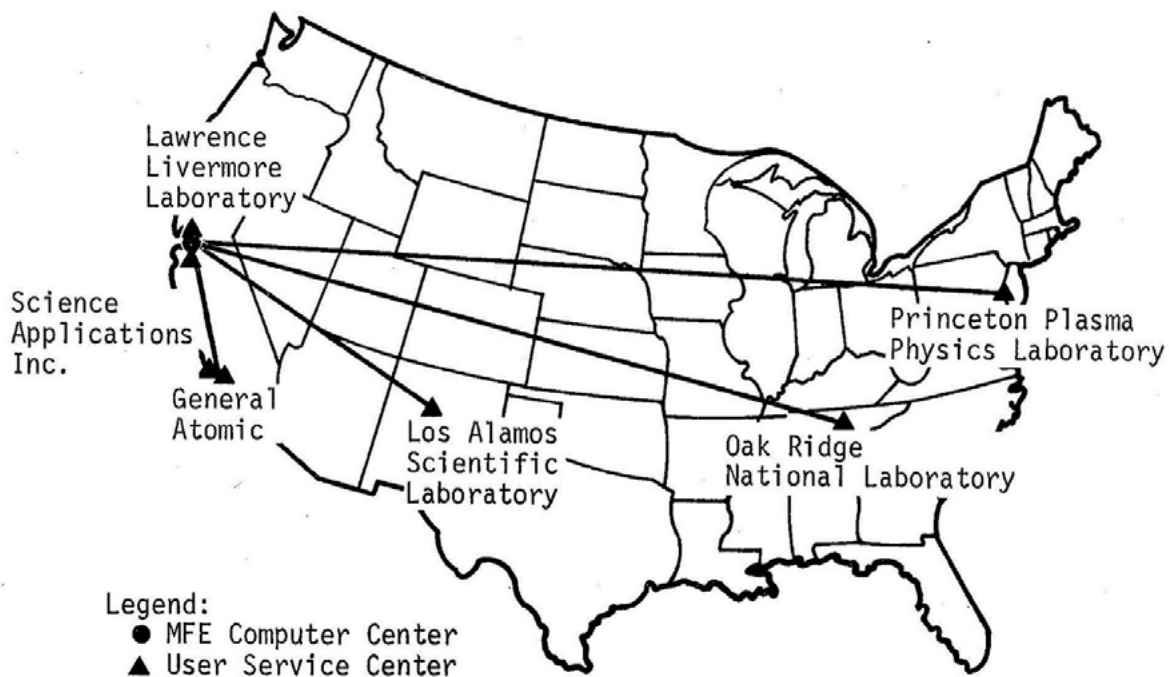 Lawrence
Livermore
Laboratory
Science
Applications
Inc.
General
Atomic
Los Alamos
Scientific
Laboratory
Oak Ridge
National Laboratory
Princeton Plasma
Physics Laboratory
Legend:
MFE Computer Center
User Service Center